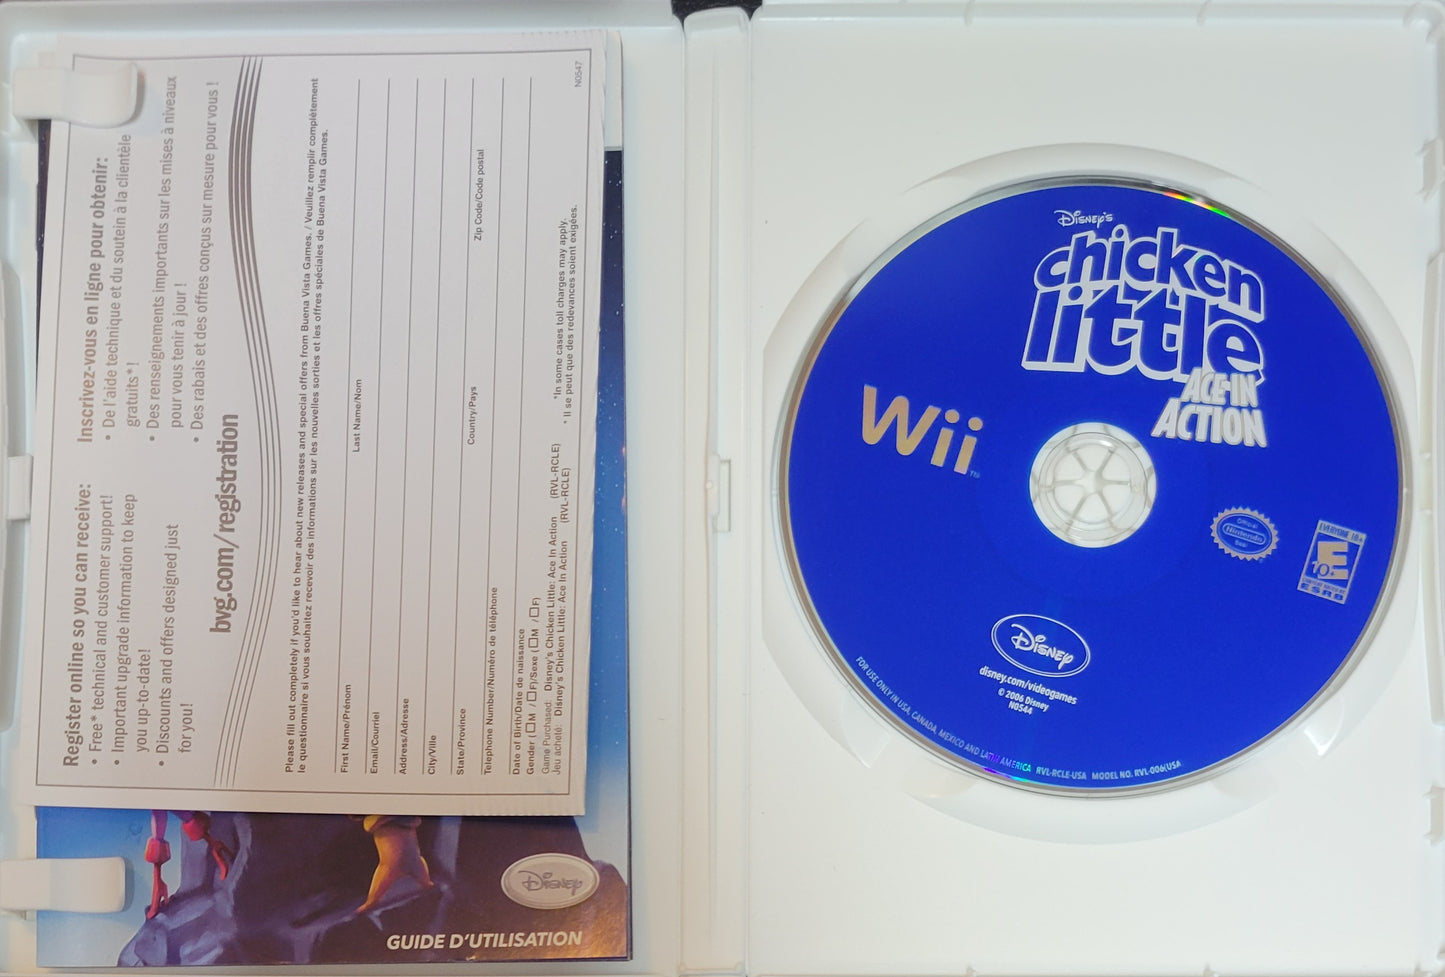 Register online so you can receive:
• Free* technical and customer support!
• Important upgrade information to keep
you up-to-date!
• Discounts and offers designed just
for you!
Inscrivez-vous en ligne pour obtenir:
• De l'aide technique et du soutein à la clientèle
gratuits*!
• Des renseignements importants sur les mises à niveaux
pour vous tenir à jour !
• Des rabais et des offres conçus sur mesure pour vous !
bvg.com/registration
Please fill out completely if you'd like to hear about new releases and special offers from Buena Vista Games. / Veuillez remplir complètement
le questionnaire si vous souhaitez recevoir des informations sur les nouvelles sorties et les offres spéciales de Buena Vista Games.
First Name/Prénom Last Name/Nom
Email/Courriel
Address/Adresse
City/Ville
State/Province Country/Pays Zip Code/Code postal
Telephone Number/Numéro de téléphone
Date of Birth/Date de naissance
Gender (☐M / ☐F)/Sexe (☐M / ☐F)
Game Purchased: Disney's Chicken Little: Ace In Action (RVL-RCLE)
Jeu acheté: Disney's Chicken Little: Ace In Action (RVL-RCLE)
*In some cases toll charges may apply.
* Il se peut que des redevances soient exigées.
N0547
Disney
GUIDE D'UTILISATION
Disney's
chicken
little
ACE IN
ACTION
Wii™
Official
Nintendo
Seal
EVERYONE 10+
E
10+
ESRB
Disney
disney.com/videogames
© 2006 Disney
N0544
FOR USE ONLY IN USA, CANADA, MEXICO AND LATIN AMERICA RVL-RCLE-USA MODEL NO. RVL-006(USA